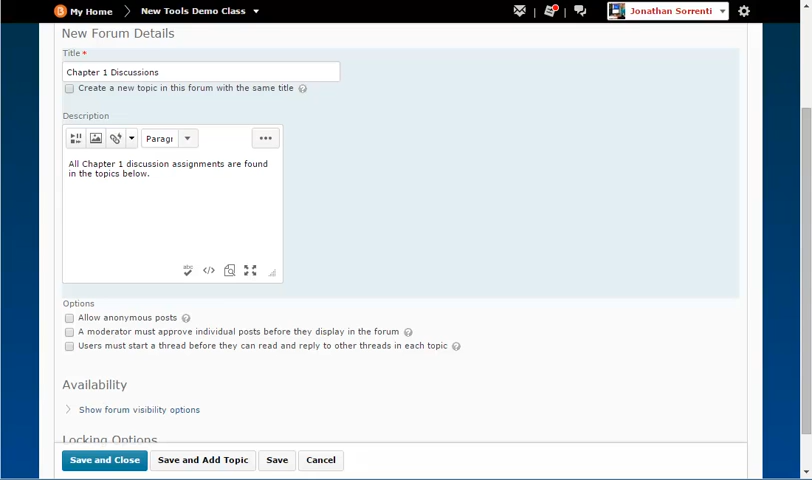 My Home
New Tools Demo Class
Jonathan Sorrenti
New Forum Details
Title *
Chapter 1 Discussions
Create a new topic in this forum with the same title ?
Description
Paragr
All Chapter 1 discussion assignments are found
in the topics below.
abc
</>
Options
Allow anonymous posts ?
A moderator must approve individual posts before they display in the forum ?
Users must start a thread before they can read and reply to other threads in each topic ?
Availability
Show forum visibility options
Locking Options
Save and Close
Save and Add Topic
Save
Cancel